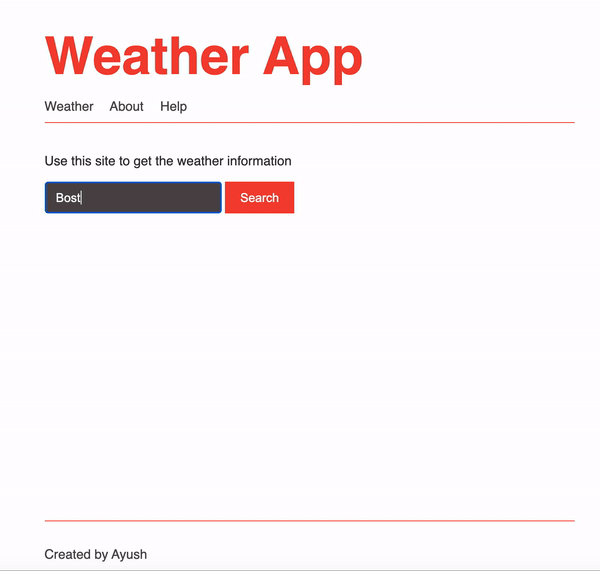 Weather App
Weather About Help
Use this site to get the weather information
Bost Search
Created by Ayush